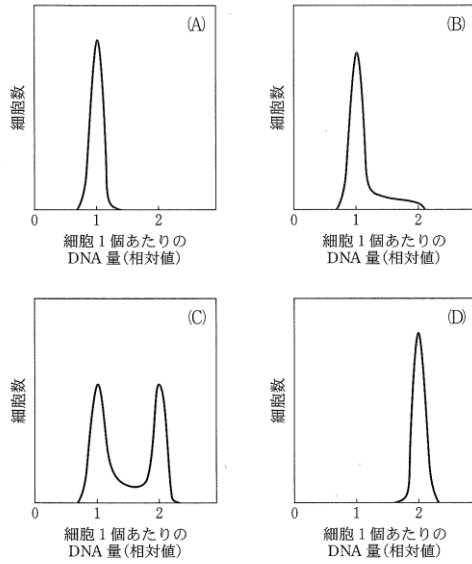 (A)
細胞数
0 1 2
細胞1個あたりの
DNA量(相対値)
(B)
細胞数
0 1 2
細胞1個あたりの
DNA量(相対値)
(C)
細胞数
0 1 2
細胞1個あたりの
DNA量(相対値)
(D)
細胞数
0 1 2
細胞1個あたりの
DNA量(相対値)